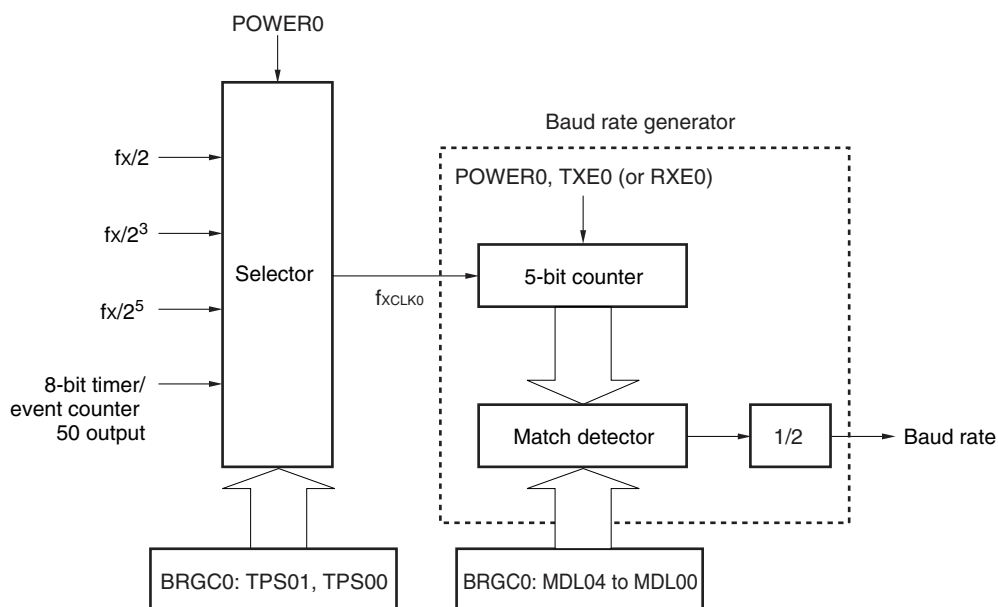 POWER0
Baud rate generator
fx/2
POWER0, TXE0 (or RXE0)
fx/2³
Selector
5-bit counter
fXCLK0
fx/2⁵
8-bit timer/
event counter
50 output
Match detector
1/2
Baud rate
BRGC0: TPS01, TPS00
BRGC0: MDL04 to MDL00